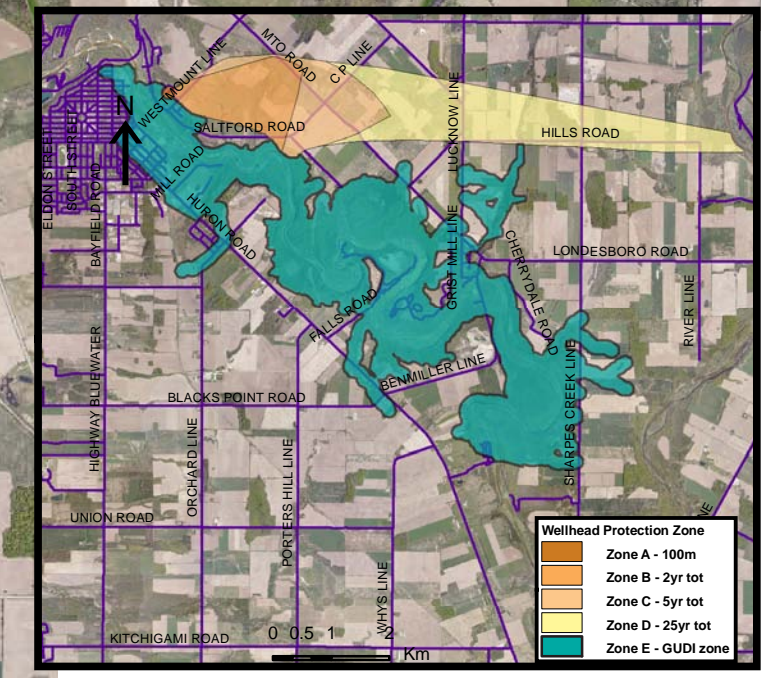 MTO ROAD
C P LINE
WESTMOUNT LINE
N
SALTFORD ROAD
HILLS ROAD
LUCKNOW LINE
ELDON STREET
SOUTH STREET
BAYFIELD ROAD
MILL ROAD
HURON ROAD
GRIST MILL LINE
CHERRYDALE ROAD
LONDESBORO ROAD
RIVER LINE
FALLS ROAD
BENMILLER LINE
HIGHWAY BLUEWATER
BLACKS POINT ROAD
ORCHARD LINE
PORTERS HILL LINE
SHARPES CREEK LINE
UNION ROAD
WHYS LINE
KITCHIGAMI ROAD
0 0.5 1 2
Km
Wellhead Protection Zone
Zone A - 100m
Zone B - 2yr tot
Zone C - 5yr tot
Zone D - 25yr tot
Zone E - GUDI zone